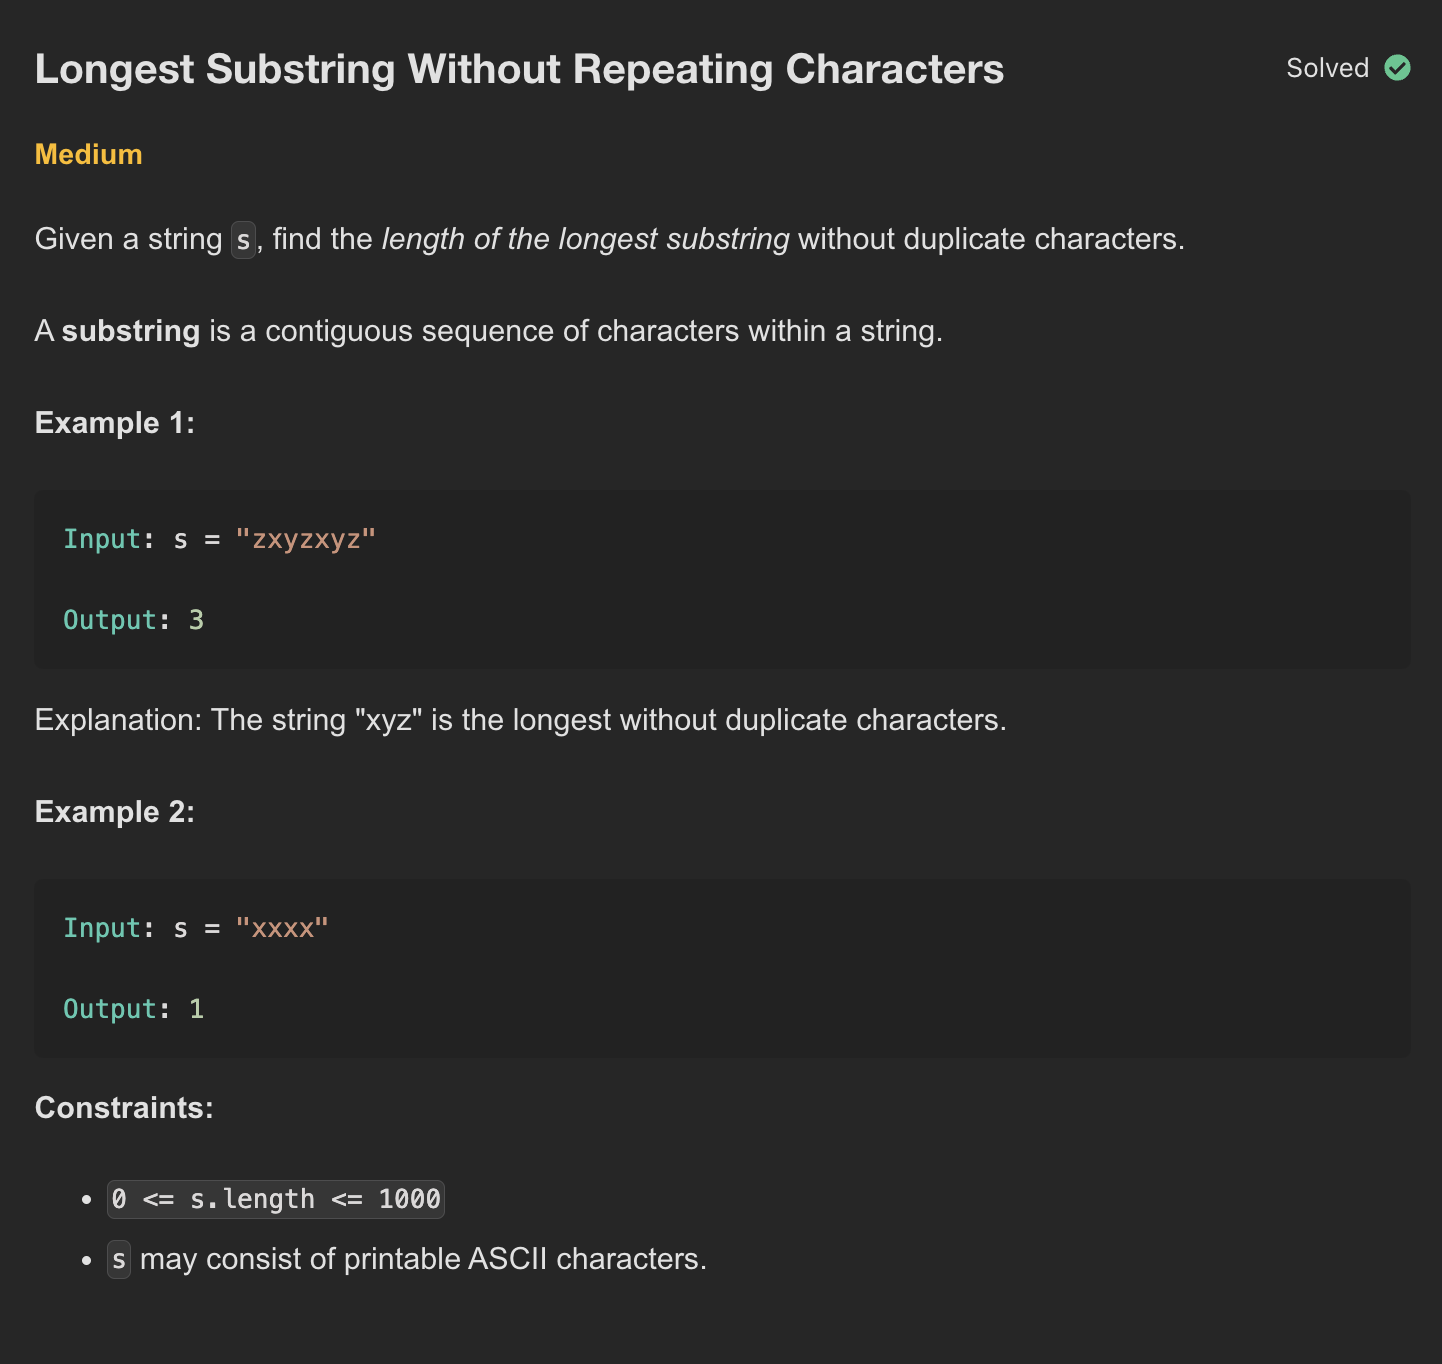 Longest Substring Without Repeating Characters
Solved
Medium
Given a string s, find the length of the longest substring without duplicate characters.
A substring is a contiguous sequence of characters within a string.
Example 1:
Input: s = "zxyzxyz"
Output: 3
Explanation: The string "xyz" is the longest without duplicate characters.
Example 2:
Input: s = "xxxx"
Output: 1
Constraints:
• 0 <= s.length <= 1000
• s may consist of printable ASCII characters.